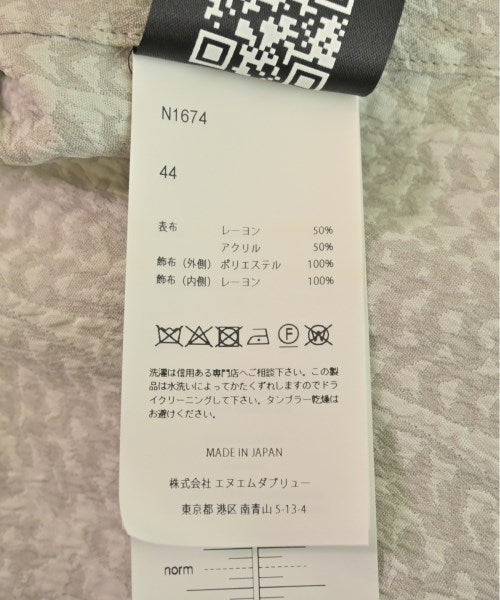 N1674
44
表布 レーヨン 50%
アクリル 50%
飾布（外側） ポリエステル 100%
飾布（内側） レーヨン 100%
F
洗濯は信用ある専門店へご相談下さい。この製
品は水洗いによってかたくずれしますのでドラ
イクリーニングして下さい。タンブラー乾燥は
お避けください。
MADE IN JAPAN
株式会社 エヌエムダブリュー
東京都 港区 南青山 5-13-4
norm